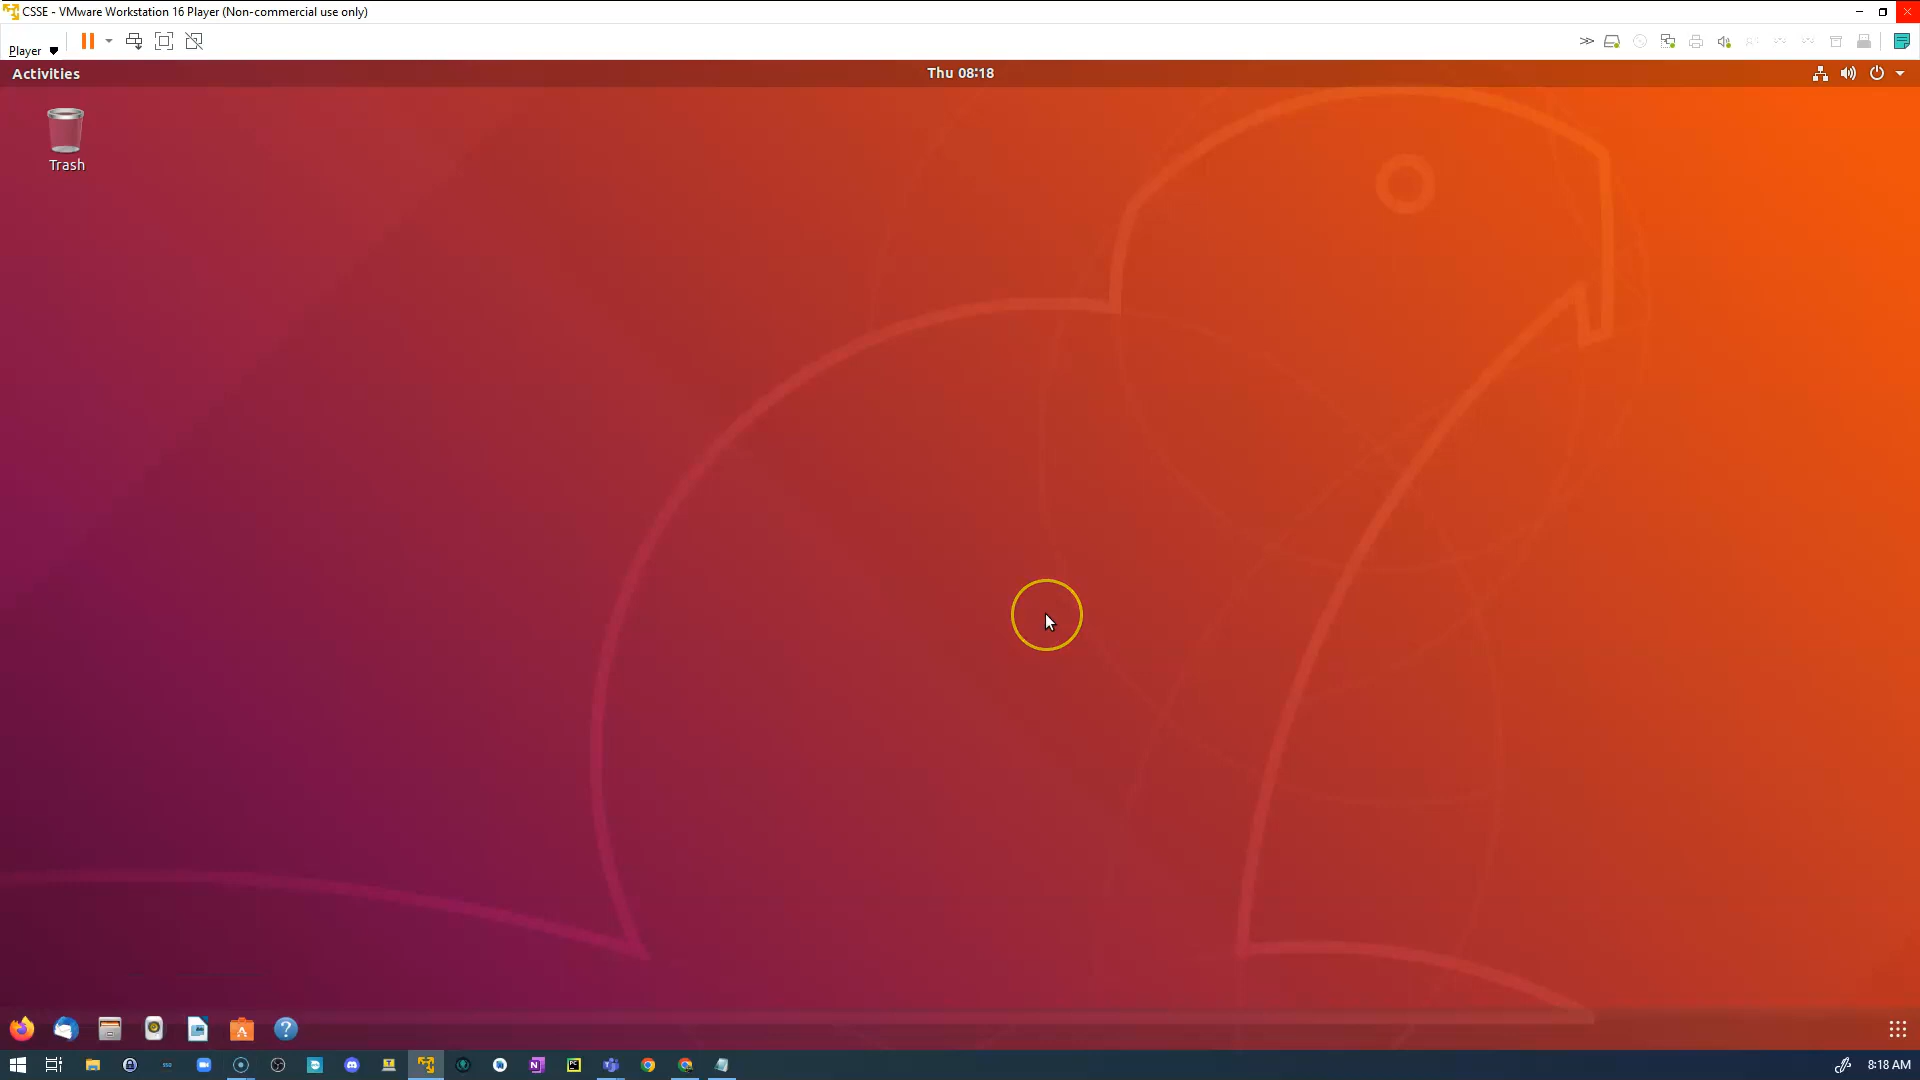 CSSE - VMware Workstation 16 Player (Non-commercial use only)
Player
Activities
Thu 08:18
Trash
8:18 AM